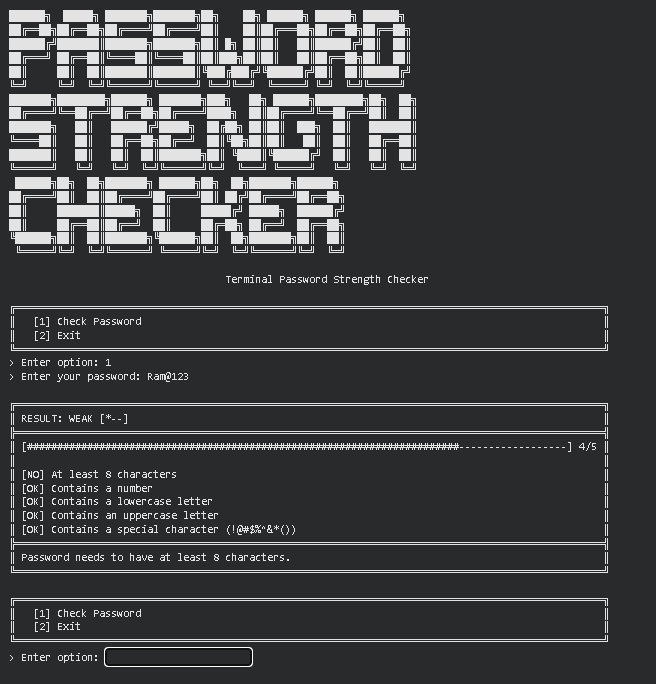 PASSWORD
STRENGTH
CHECKER
Terminal Password Strength Checker
[1] Check Password
[2] Exit
> Enter option: 1
> Enter your password: Ram@123
RESULT: WEAK [*--]
[########################################################################------------------] 4/5
[NO] At least 8 characters
[OK] Contains a number
[OK] Contains a lowercase letter
[OK] Contains an uppercase letter
[OK] Contains a special character (!@#$%^&*())
Password needs to have at least 8 characters.
[1] Check Password
[2] Exit
> Enter option: